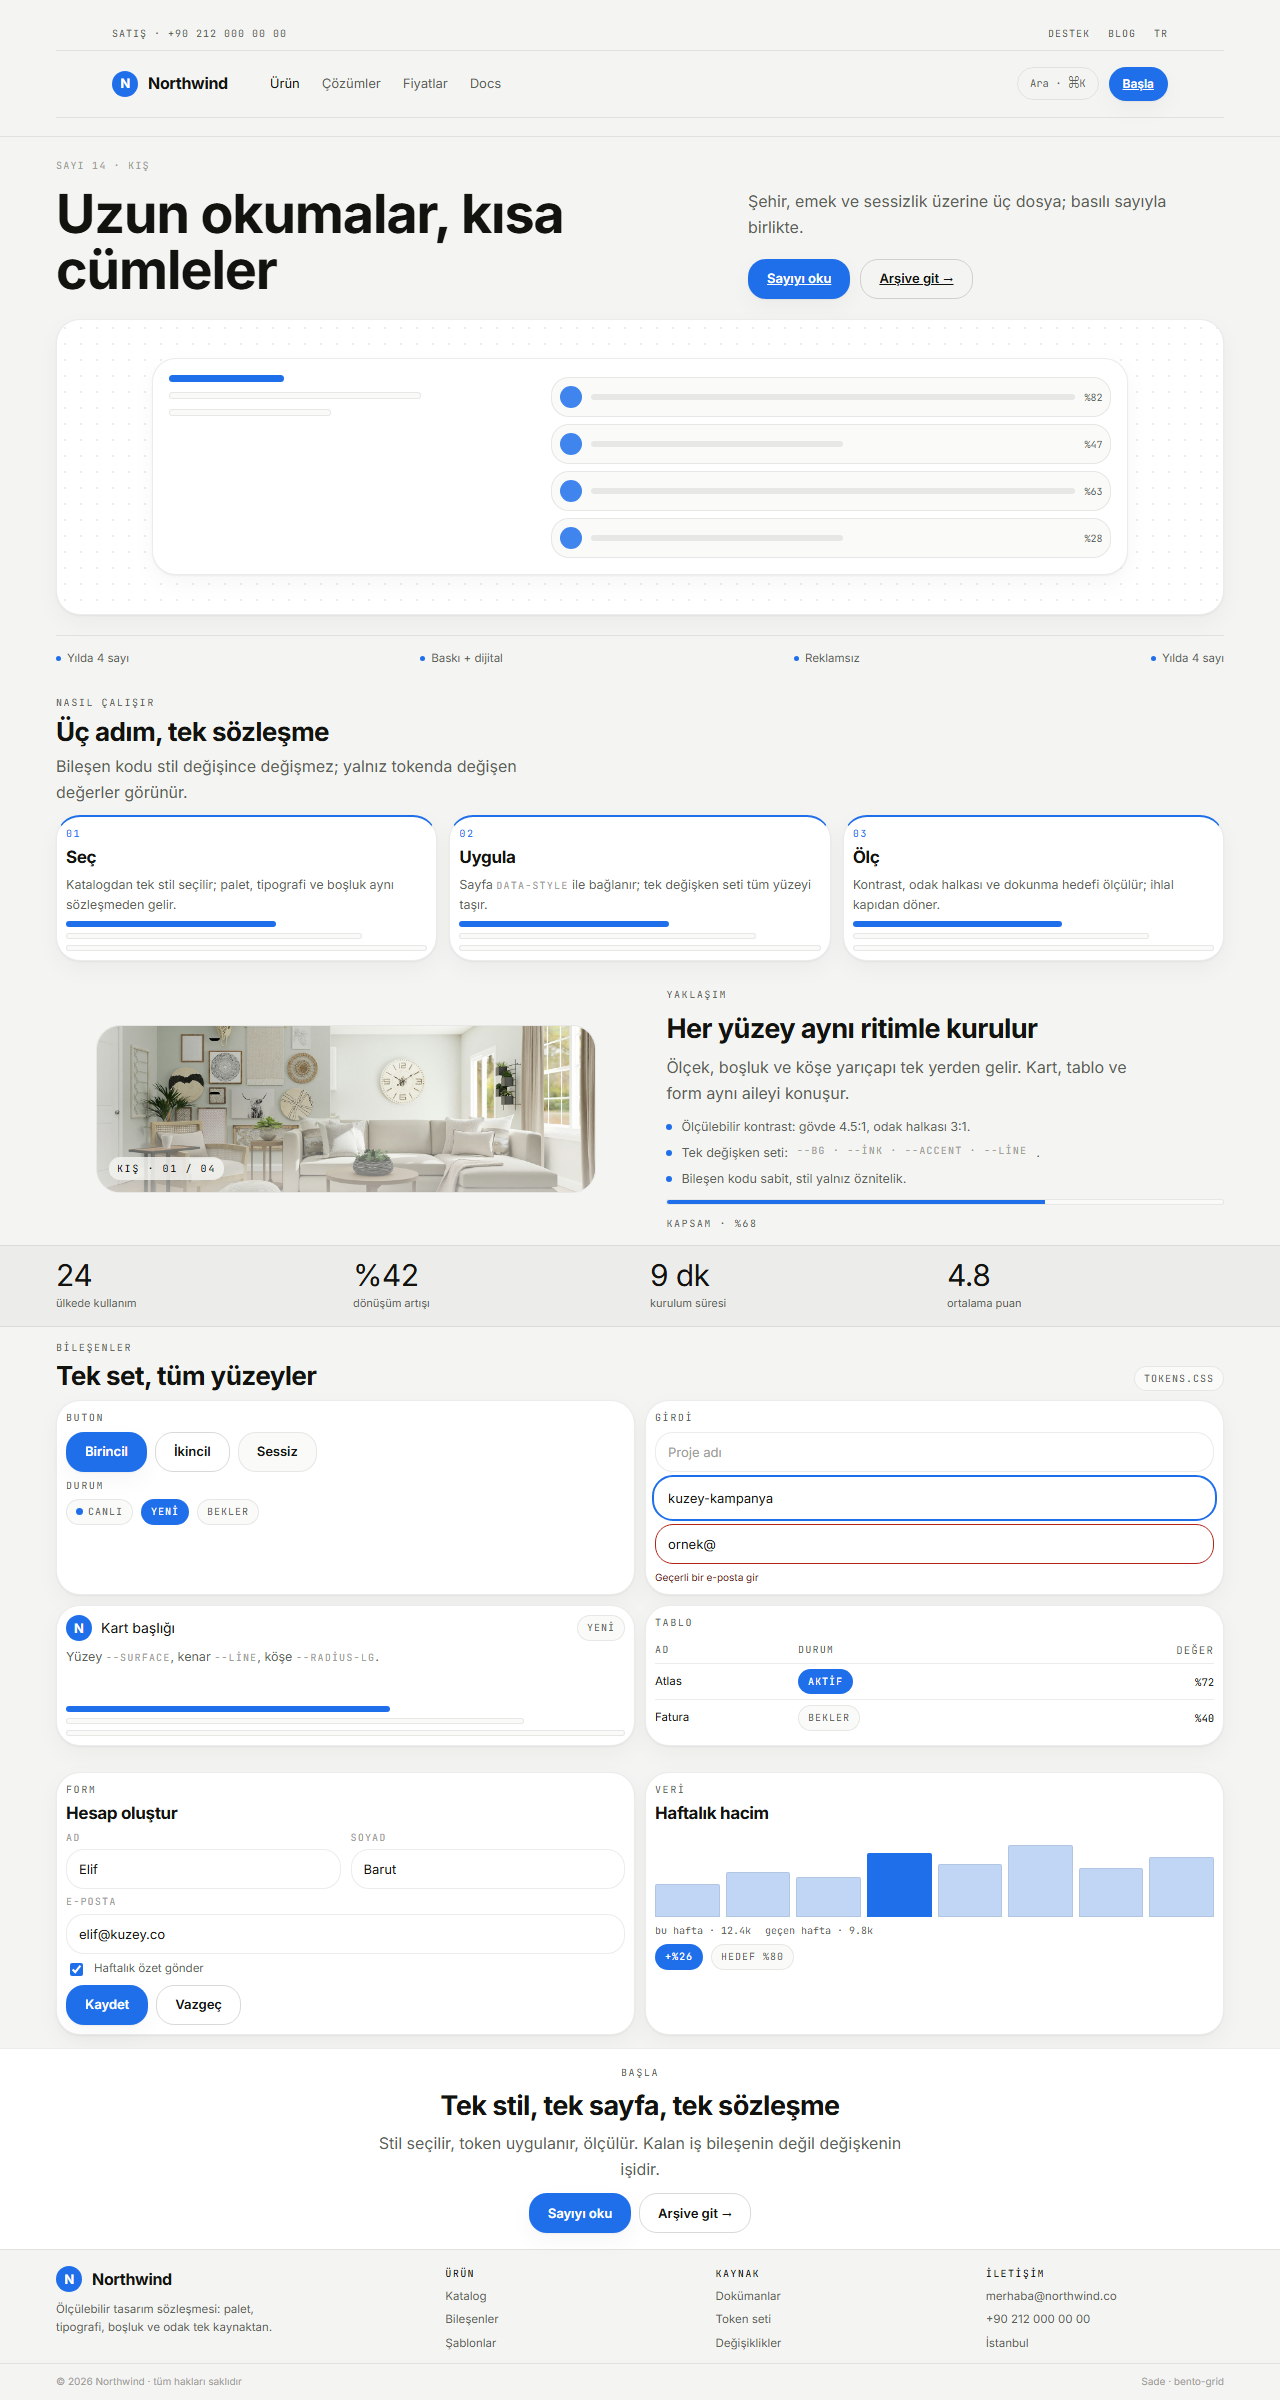 SATIŞ · +90 212 000 00 00
DESTEK BLOG TR
N Northwind Ürün Çözümler Fiyatlar Docs
Ara · ⌘K Başla
SAYI 14 · KIŞ
Uzun okumalar, kısa
cümleler
Şehir, emek ve sessizlik üzerine üç dosya; basılı sayıyla
birlikte.
Sayıyı oku Arşive git →
%82
%47
%63
%28
Yılda 4 sayı Baskı + dijital Reklamsız Yılda 4 sayı
NASIL ÇALIŞIR
Üç adım, tek sözleşme
Bileşen kodu stil değişince değişmez; yalnız tokenda değişen
değerler görünür.
01
Seç
Katalogdan tek stil seçilir; palet, tipografi ve boşluk aynı
sözleşmeden gelir.
02
Uygula
Sayfa DATA-STYLE ile bağlanır; tek değişken seti tüm yüzeyi
taşır.
03
Ölç
Kontrast, odak halkası ve dokunma hedefi ölçülür; ihlal
kapıdan döner.
KIŞ · 01 / 04
YAKLAŞIM
Her yüzey aynı ritimle kurulur
Ölçek, boşluk ve köşe yarıçapı tek yerden gelir. Kart, tablo ve
form aynı aileyi konuşur.
Ölçülebilir kontrast: gövde 4.5:1, odak halkası 3:1.
Tek değişken seti: --BG · --İNK · --ACCENT · --LİNE .
Bileşen kodu sabit, stil yalnız öznitelik.
KAPSAM · %68
24 %42 9 dk 4.8
ülkede kullanım dönüşüm artışı kurulum süresi ortalama puan
BİLEŞENLER
Tek set, tüm yüzeyler
TOKENS.CSS
BUTON
Birincil İkincil Sessiz
DURUM
CANLI YENİ BEKLER
GİRDİ
Proje adı
kuzey-kampanya
ornek@
Geçerli bir e-posta gir
N Kart başlığı YENİ
Yüzey --SURFACE, kenar --LİNE, köşe --RADİUS-LG.
TABLO
AD DURUM DEĞER
Atlas AKTİF %72
Fatura BEKLER %40
FORM
Hesap oluştur
AD SOYAD
Elif Barut
E-POSTA
elif@kuzey.co
Haftalık özet gönder
Kaydet Vazgeç
VERİ
Haftalık hacim
bu hafta · 12.4k geçen hafta · 9.8k
+%26 HEDEF %80
BAŞLA
Tek stil, tek sayfa, tek sözleşme
Stil seçilir, token uygulanır, ölçülür. Kalan iş bileşenin değil değişkenin
işidir.
Sayıyı oku Arşive git →
N Northwind
Ölçülebilir tasarım sözleşmesi: palet,
tipografi, boşluk ve odak tek kaynaktan.
ÜRÜN
Katalog
Bileşenler
Şablonlar
KAYNAK
Dokümanlar
Token seti
Değişiklikler
İLETİŞİM
merhaba@northwind.co
+90 212 000 00 00
İstanbul
© 2026 Northwind · tüm hakları saklıdır
Sade · bento-grid